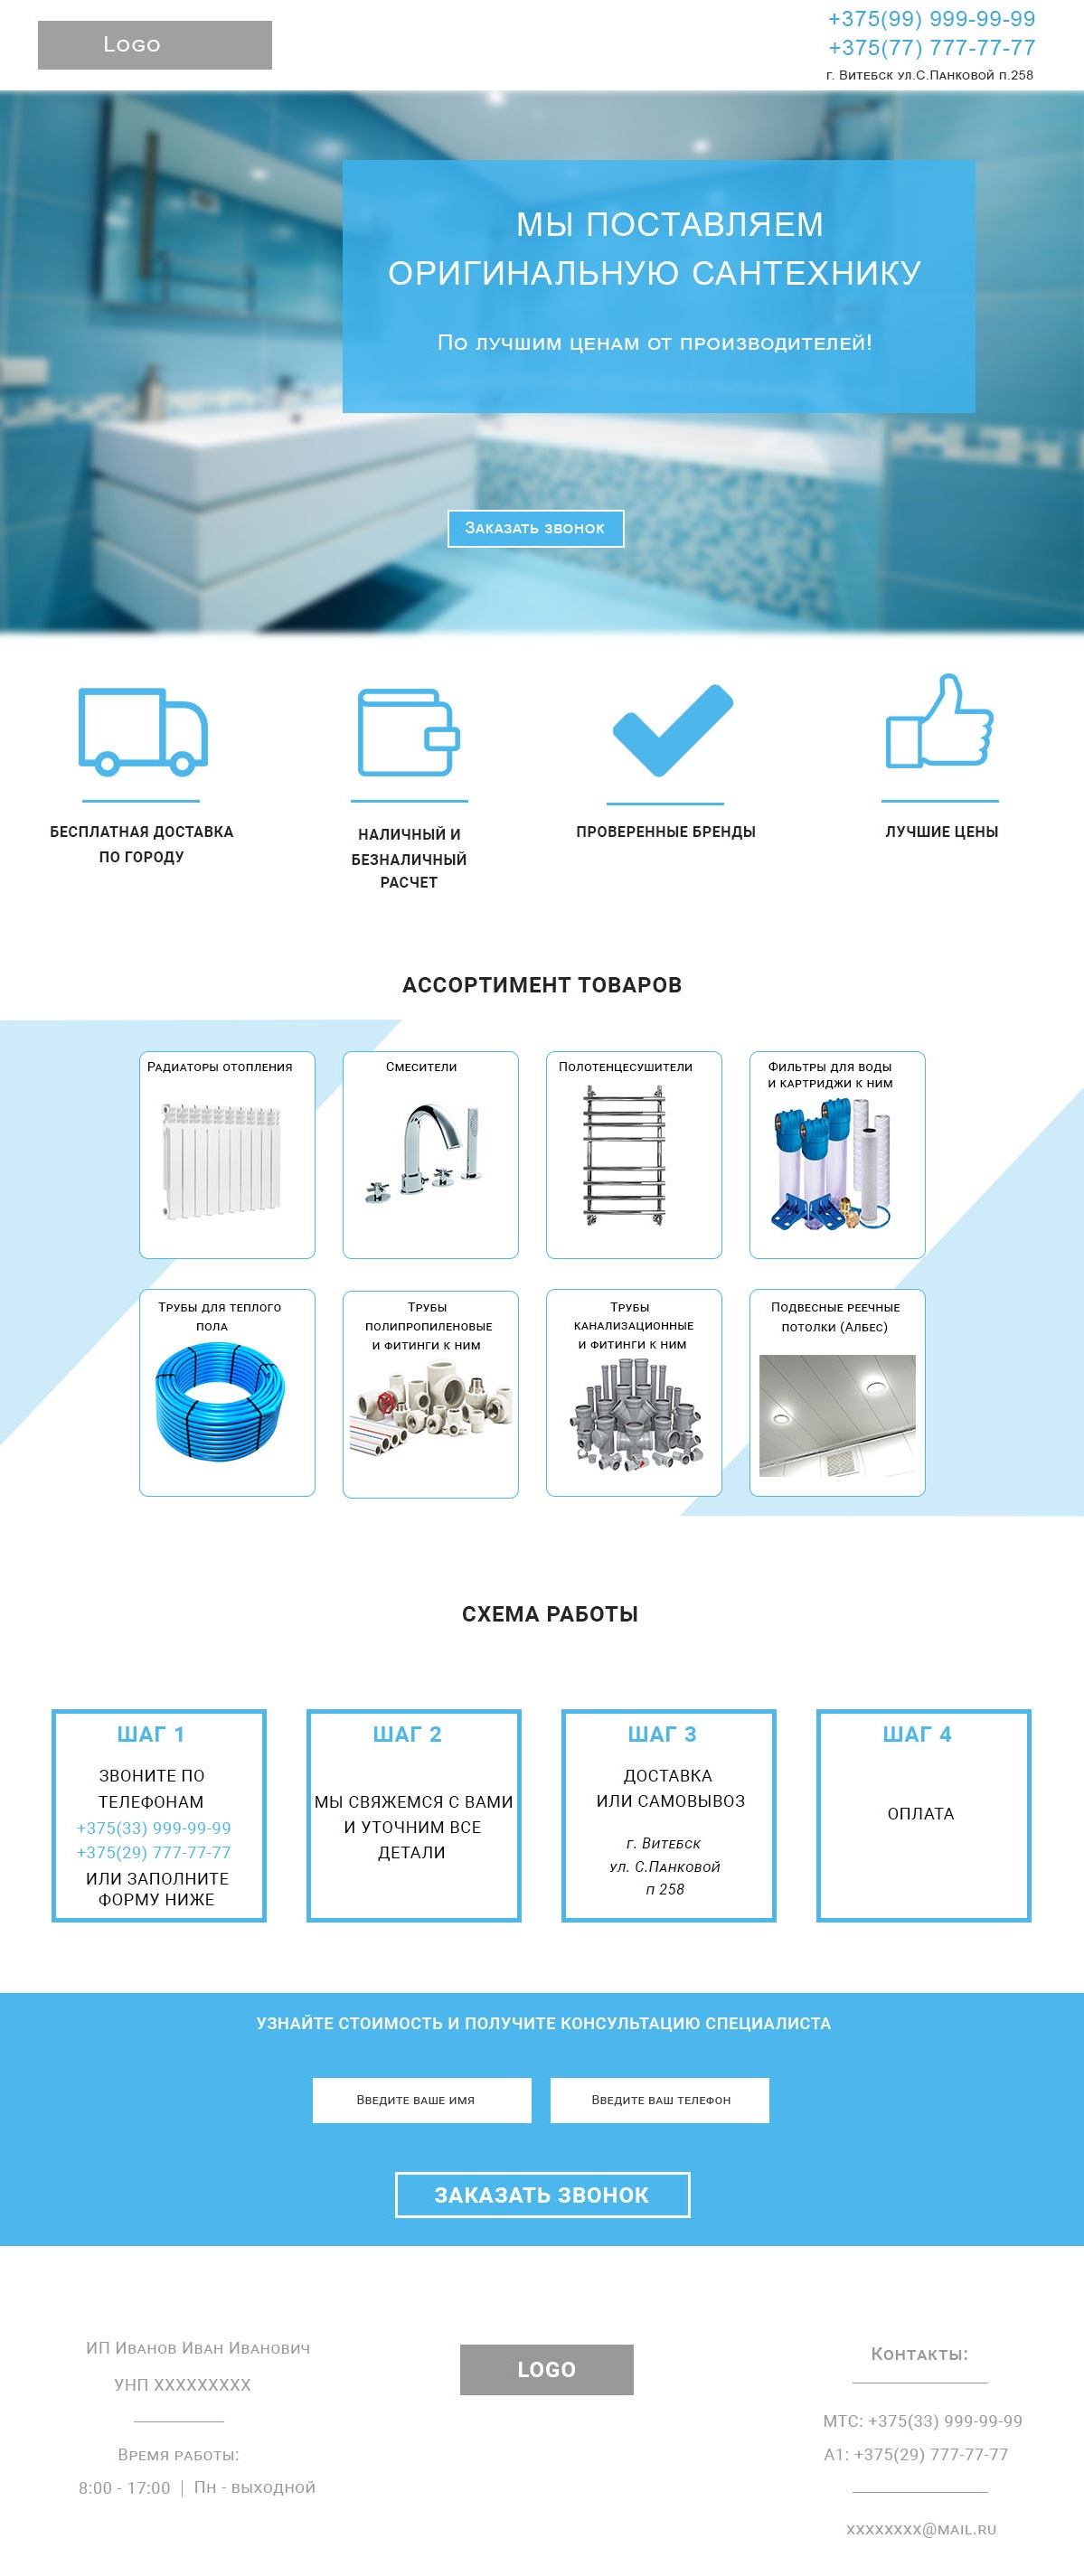 Logo
+375(99) 999-99-99
+375(77) 777-77-77
г. Витебск ул.С.Панковой п.258
МЫ ПОСТАВЛЯЕМ
ОРИГИНАЛЬНУЮ САНТЕХНИКУ
По лучшим ценам от производителей!
Заказать звонок
БЕСПЛАТНАЯ ДОСТАВКА
ПО ГОРОДУ
НАЛИЧНЫЙ И
БЕЗНАЛИЧНЫЙ
РАСЧЕТ
ПРОВЕРЕННЫЕ БРЕНДЫ
ЛУЧШИЕ ЦЕНЫ
АССОРТИМЕНТ ТОВАРОВ
Радиаторы отопления
Смесители
Полотенцесушители
Фильтры для воды
и картриджи к ним
Трубы для теплого
пола
Трубы
полипропиленовые
и фитинги к ним
Трубы
канализационные
и фитинги к ним
Подвесные реечные
потолки (Албес)
СХЕМА РАБОТЫ
ШАГ 1
ЗВОНИТЕ ПО
ТЕЛЕФОНАМ
+375(33) 999-99-99
+375(29) 777-77-77
ИЛИ ЗАПОЛНИТЕ
ФОРМУ НИЖЕ
ШАГ 2
МЫ СВЯЖЕМСЯ С ВАМИ
И УТОЧНИМ ВСЕ
ДЕТАЛИ
ШАГ 3
ДОСТАВКА
ИЛИ САМОВЫВОЗ
г. Витебск
ул. С.Панковой
п 258
ШАГ 4
ОПЛАТА
УЗНАЙТЕ СТОИМОСТЬ И ПОЛУЧИТЕ КОНСУЛЬТАЦИЮ СПЕЦИАЛИСТА
Введите ваше имя
Введите ваш телефон
ЗАКАЗАТЬ ЗВОНОК
ИП Иванов Иван Иванович
УНП ХХХХХХХХХ
Время работы:
8:00 - 17:00 | Пн - выходной
LOGO
Контакты:
МТС: +375(33) 999-99-99
А1: +375(29) 777-77-77
xxxxxxxx@mail.ru